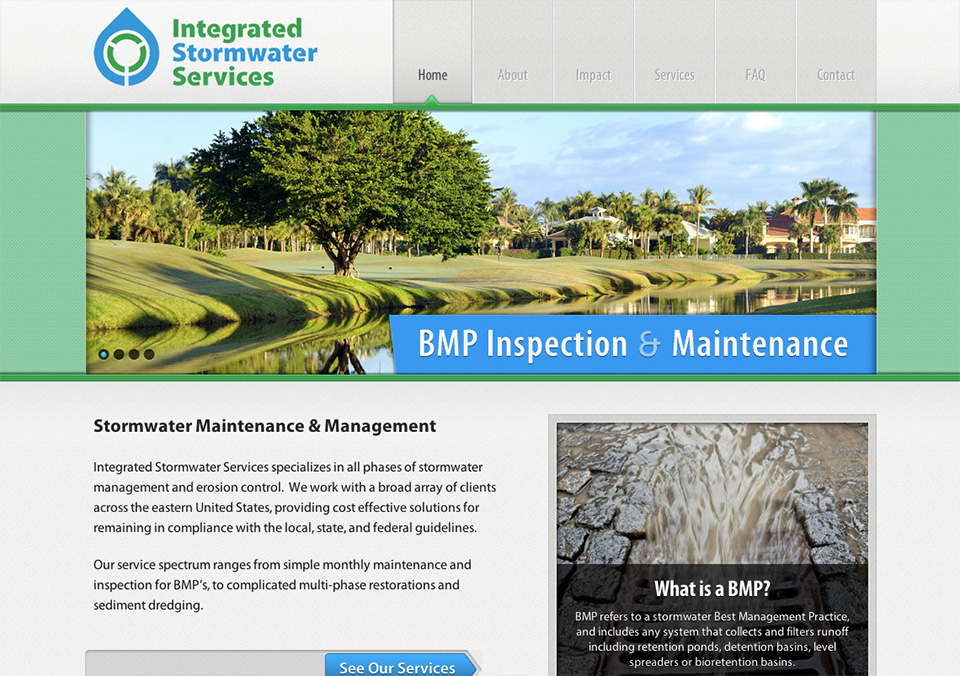 Integrated
Stormwater
Services
Home
About
Impact
Services
FAQ
Contact
BMP Inspection & Maintenance
Stormwater Maintenance & Management
Integrated Stormwater Services specializes in all phases of stormwater
management and erosion control.  We work with a broad array of clients
across the eastern United States, providing cost effective solutions for
remaining in compliance with the local, state, and federal guidelines.
Our service spectrum ranges from simple monthly maintenance and
inspection for BMP's, to complicated multi-phase restorations and
sediment dredging.
See Our Services
What is a BMP?
BMP refers to a stormwater Best Management Practice,
and includes any system that collects and filters runoff
including retention ponds, detention basins, level
spreaders or bioretention basins.